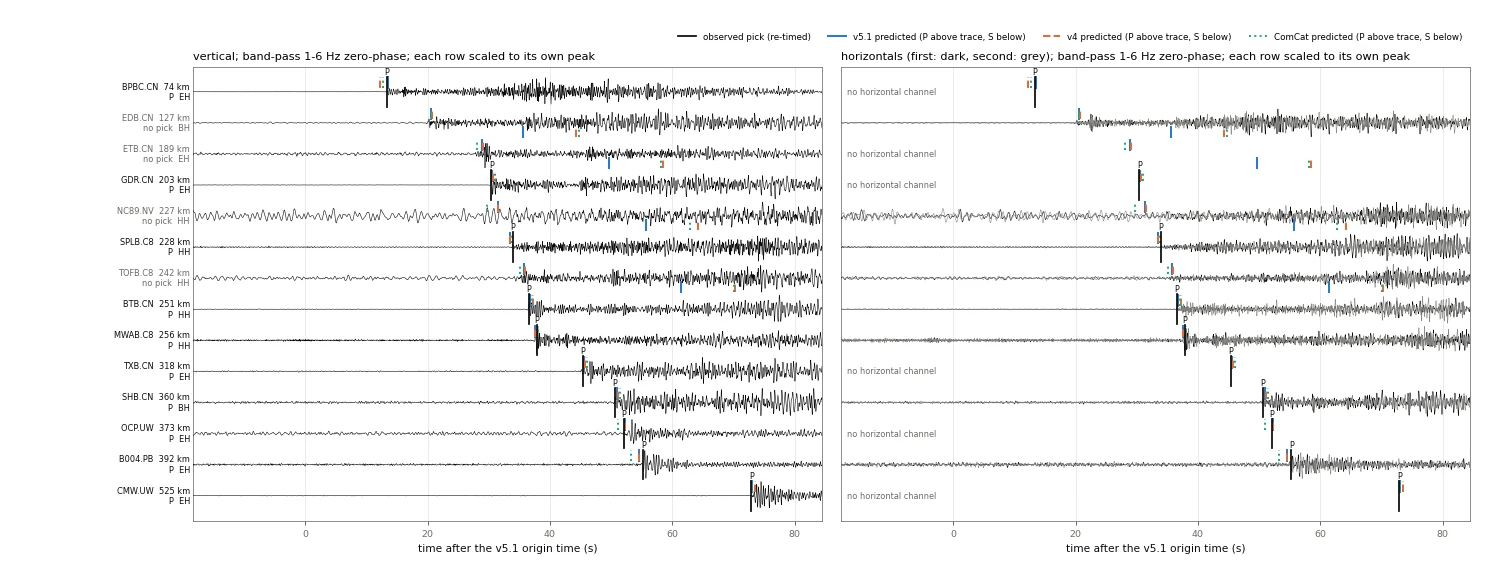 observed pick (re-timed)
v5.1 predicted (P above trace, S below)
v4 predicted (P above trace, S below)
ComCat predicted (P above trace, S below)
vertical; band-pass 1-6 Hz zero-phase; each row scaled to its own peak
horizontals (first: dark, second: grey); band-pass 1-6 Hz zero-phase; each row scaled to its own peak
BPBC.CN 74 km
P EH
EDB.CN 127 km
no pick BH
ETB.CN 189 km
no pick EH
GDR.CN 203 km
P EH
NC89.NV 227 km
no pick HH
SPLB.C8 228 km
P HH
TOFB.C8 242 km
no pick HH
BTB.CN 251 km
P HH
MWAB.C8 256 km
P HH
TXB.CN 318 km
P EH
SHB.CN 360 km
P BH
OCP.UW 373 km
P EH
B004.PB 392 km
P EH
CMW.UW 525 km
P EH
P
P
P
P
P
P
P
P
P
P
0 20 40 60 80
time after the v5.1 origin time (s)
P
no horizontal channel
no horizontal channel
P
no horizontal channel
P
P
P
P
no horizontal channel
P
P
no horizontal channel
P
P
no horizontal channel
0 20 40 60 80
time after the v5.1 origin time (s)